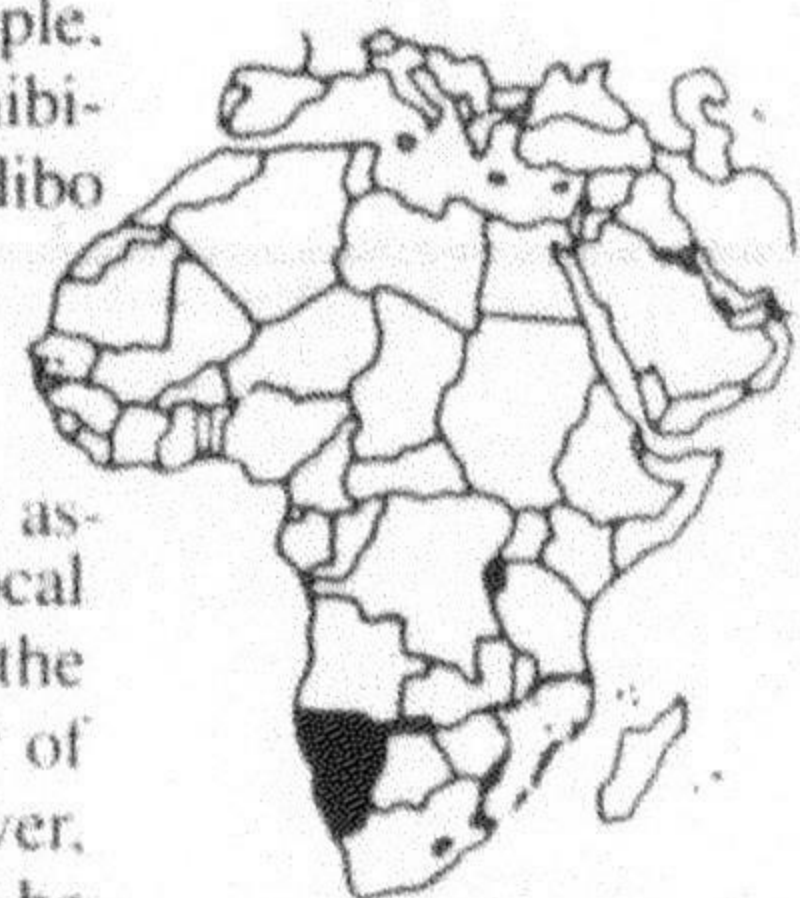 ple.
ibi-
libo
as-
cal
the
of
ver,